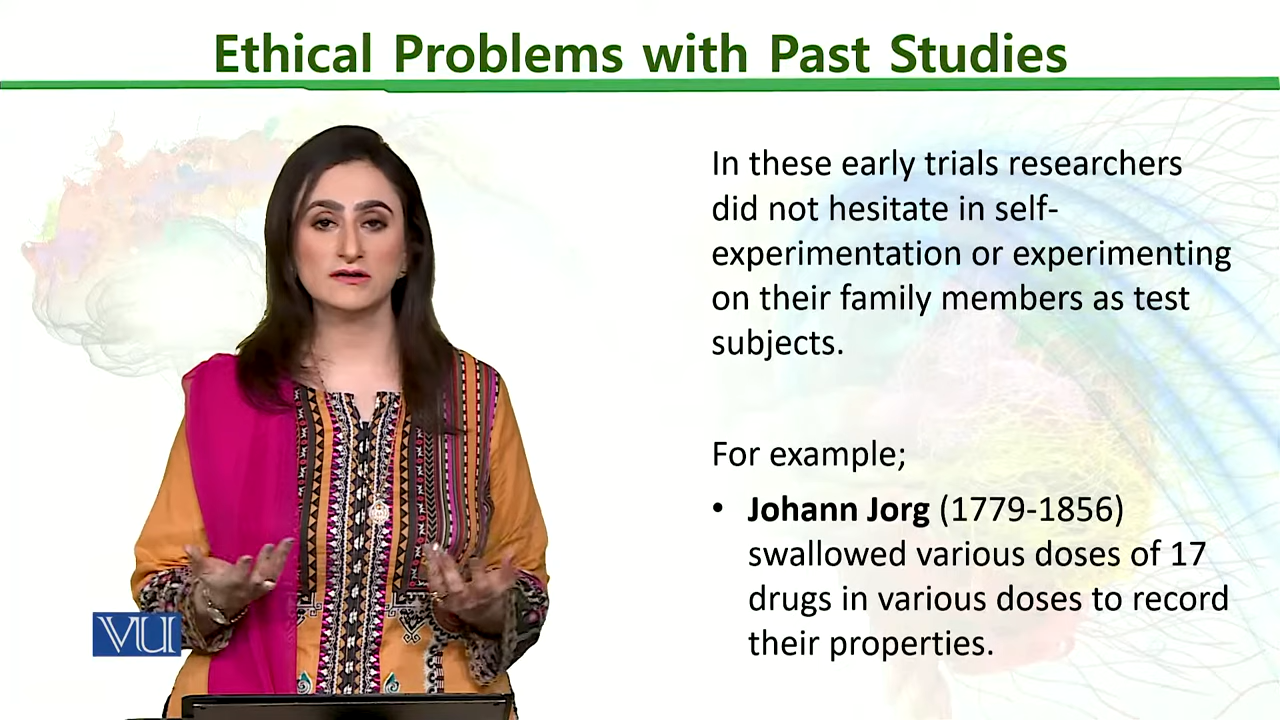 Ethical Problems with Past Studies
In these early trials researchers
did not hesitate in self-
experimentation or experimenting
on their family members as test
subjects.
For example;
• Johann Jorg (1779-1856)
swallowed various doses of 17
drugs in various doses to record
their properties.
VU